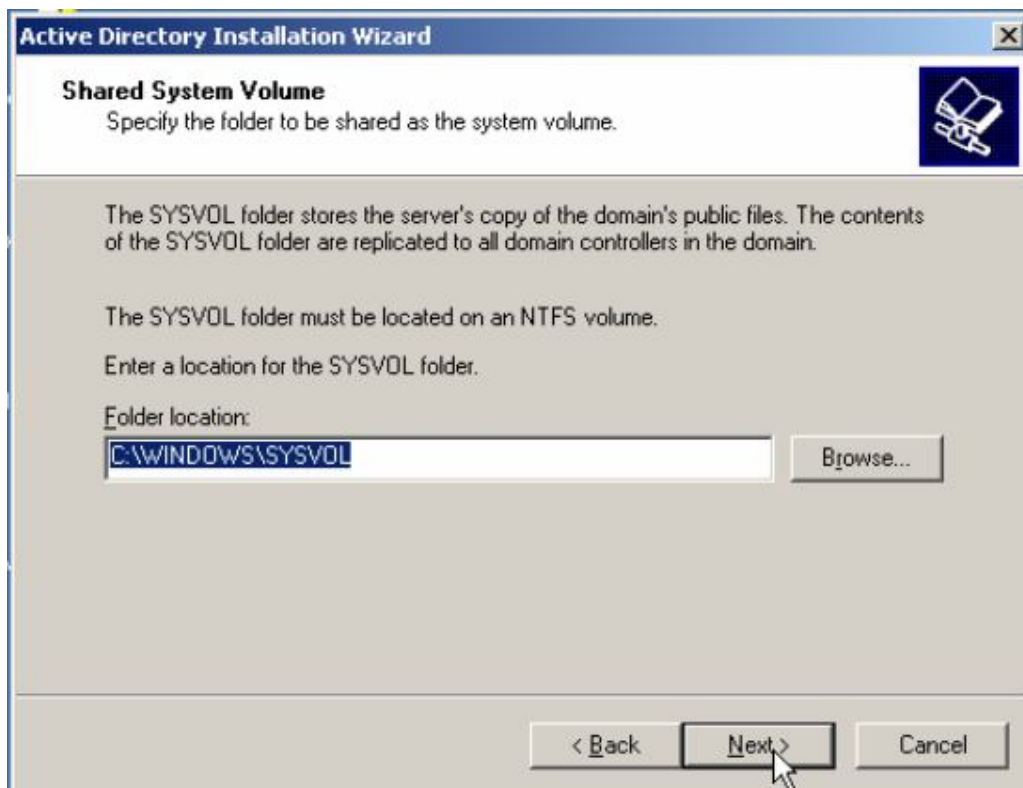 Active Directory Installation Wizard
Shared System Volume
Specify the folder to be shared as the system volume.
The SYSVOL folder stores the server's copy of the domain's public files. The contents
of the SYSVOL folder are replicated to all domain controllers in the domain.
The SYSVOL folder must be located on an NTFS volume.
Enter a location for the SYSVOL folder.
Folder location:
C:\WINDOWS\SYSVOL
Browse...
< Back
Next >
Cancel